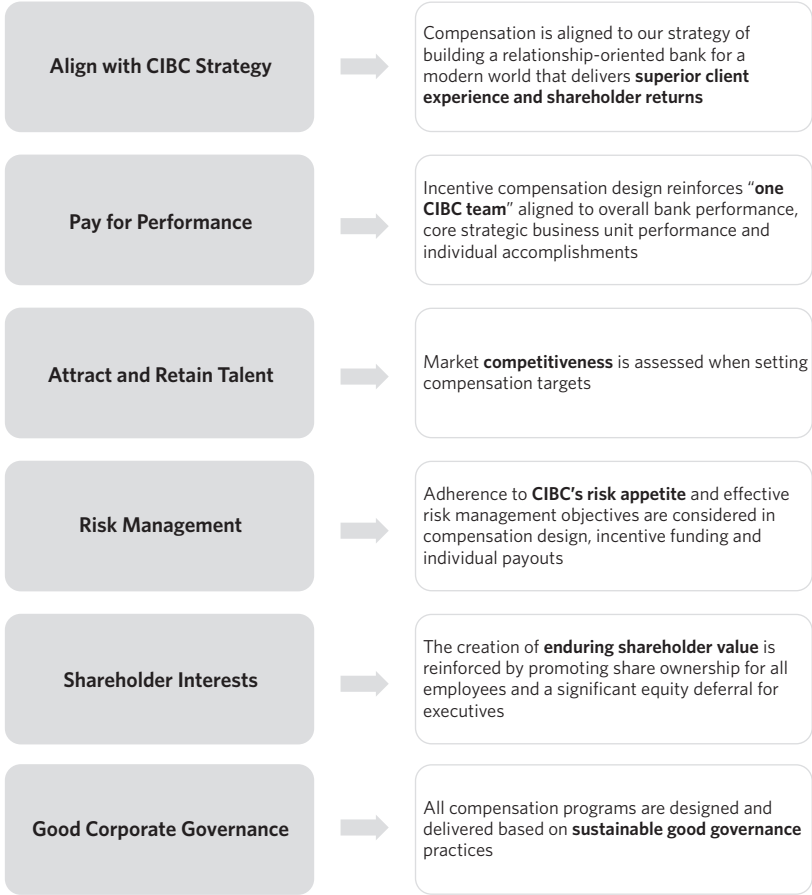 Align with CIBC Strategy
Compensation is aligned to our strategy of
building a relationship-oriented bank for a
modern world that delivers superior client
experience and shareholder returns
Pay for Performance
Incentive compensation design reinforces “one
CIBC team” aligned to overall bank performance,
core strategic business unit performance and
individual accomplishments
Attract and Retain Talent
Market competitiveness is assessed when setting
compensation targets
Risk Management
Adherence to CIBC’s risk appetite and effective
risk management objectives are considered in
compensation design, incentive funding and
individual payouts
Shareholder Interests
The creation of enduring shareholder value is
reinforced by promoting share ownership for all
employees and a significant equity deferral for
executives
Good Corporate Governance
All compensation programs are designed and
delivered based on sustainable good governance
practices